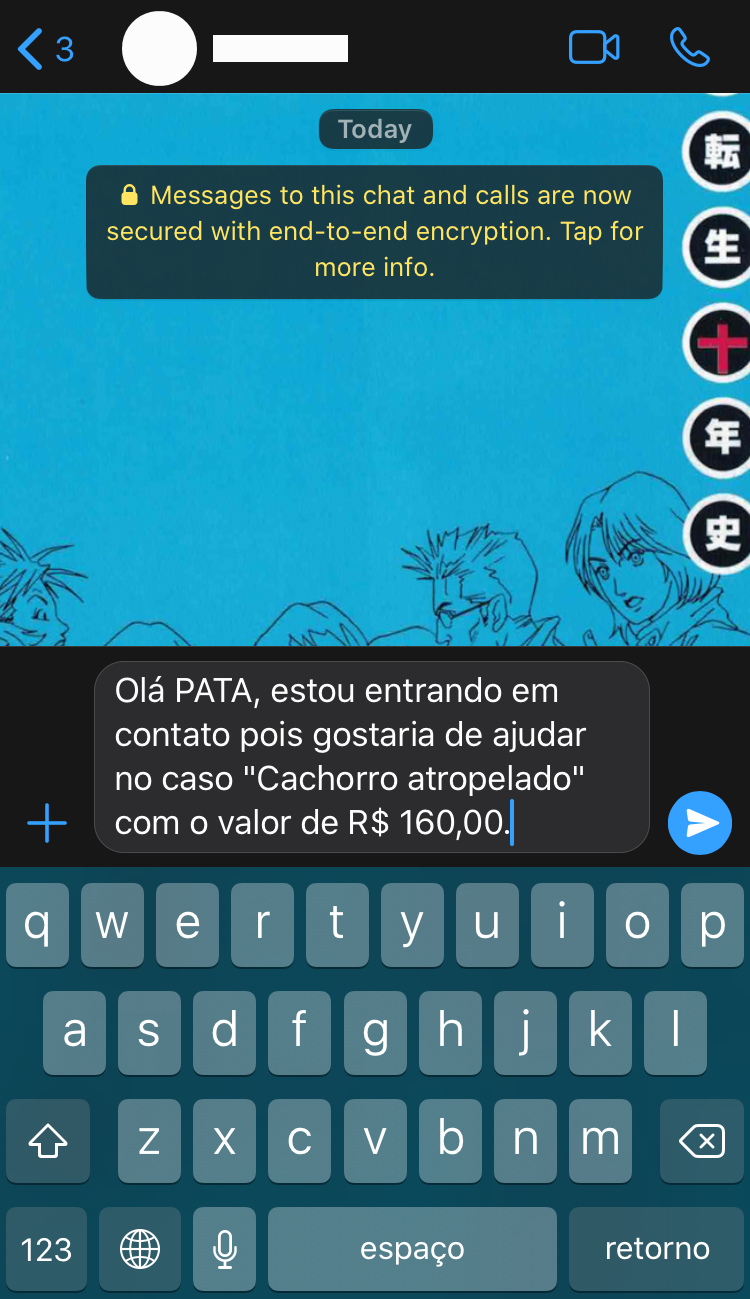 3
Today
Messages to this chat and calls are now
secured with end-to-end encryption. Tap for
more info.
転
生
十
年
史
Olá PATA, estou entrando em
contato pois gostaria de ajudar
no caso "Cachorro atropelado"
com o valor de R$ 160,00.
q w e r t y u i o p
a s d f g h j k l
z x c v b n m
123 espaço retorno